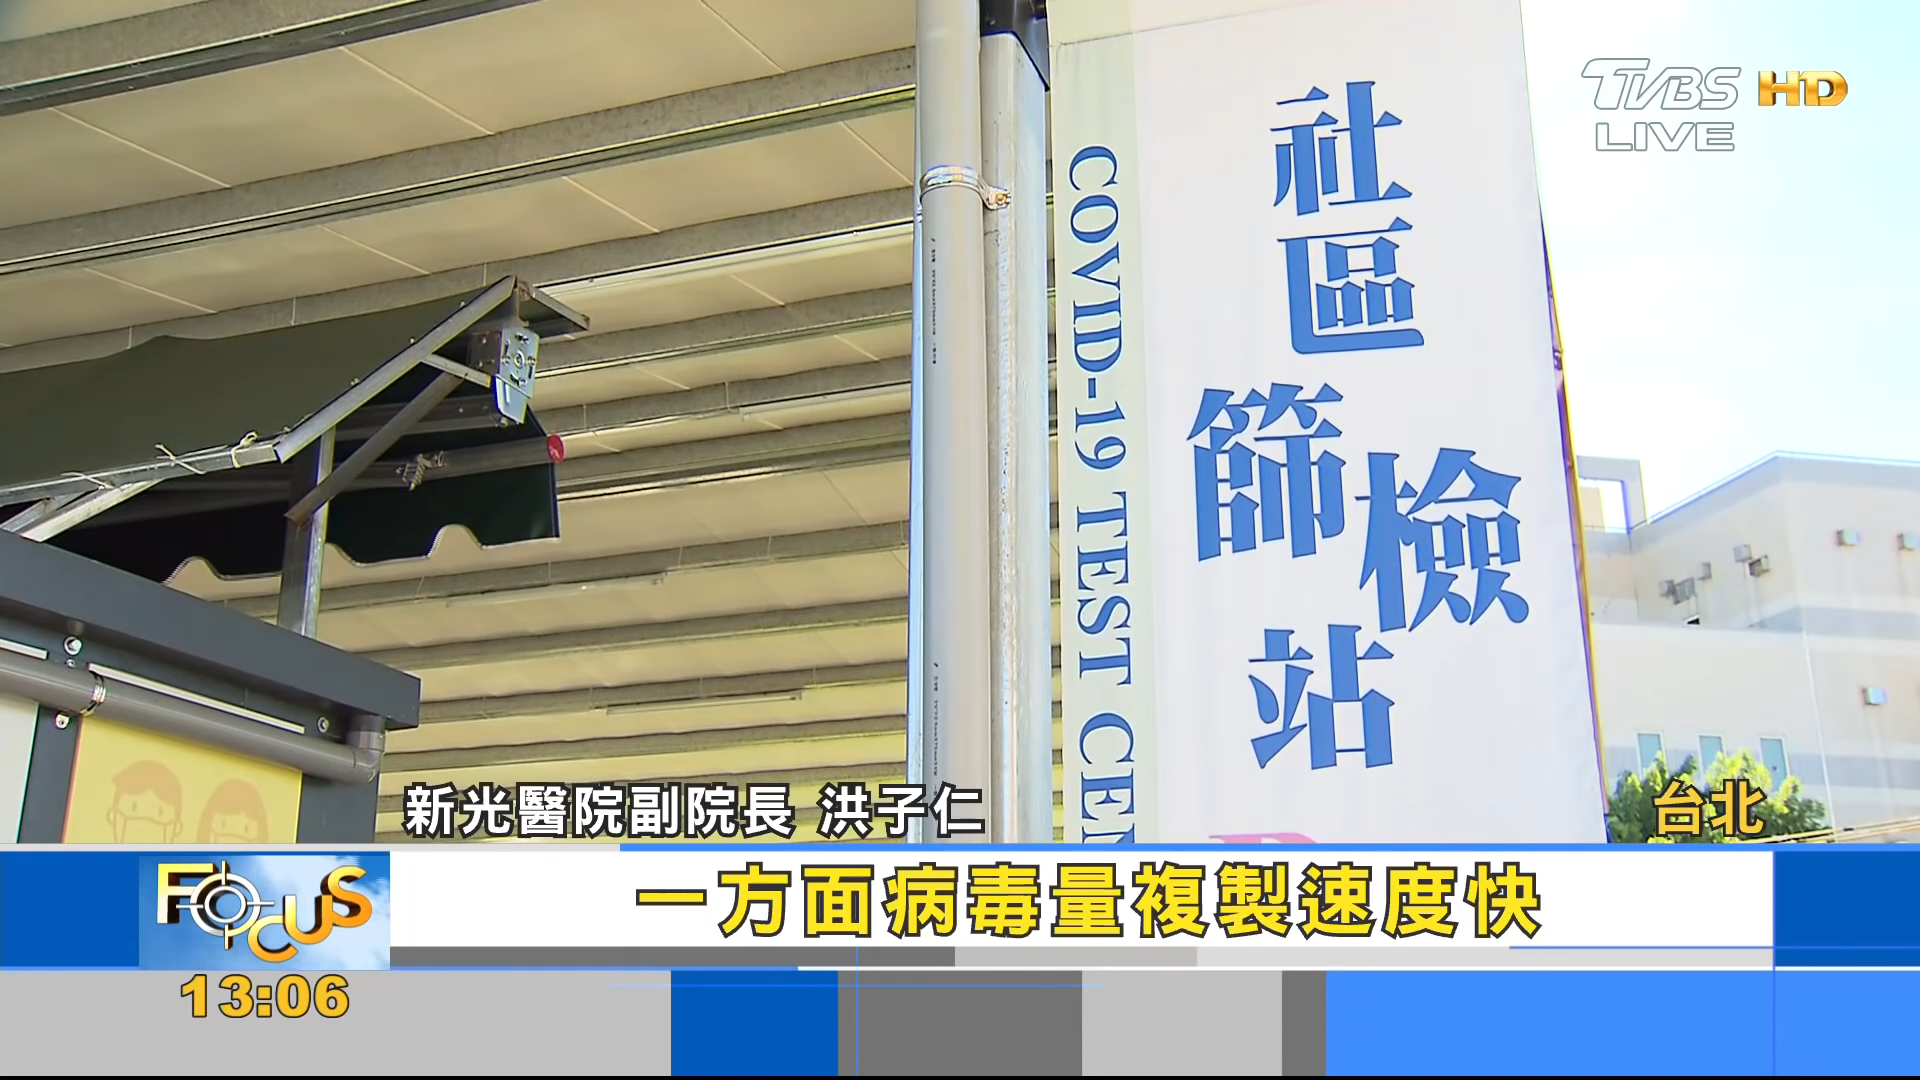 TVBS HD
LIVE
社區
篩檢
站
COVID-19 TEST CEN
新光醫院副院長 洪子仁
台北
一方面病毒量複製速度快
FOCUS
13:06